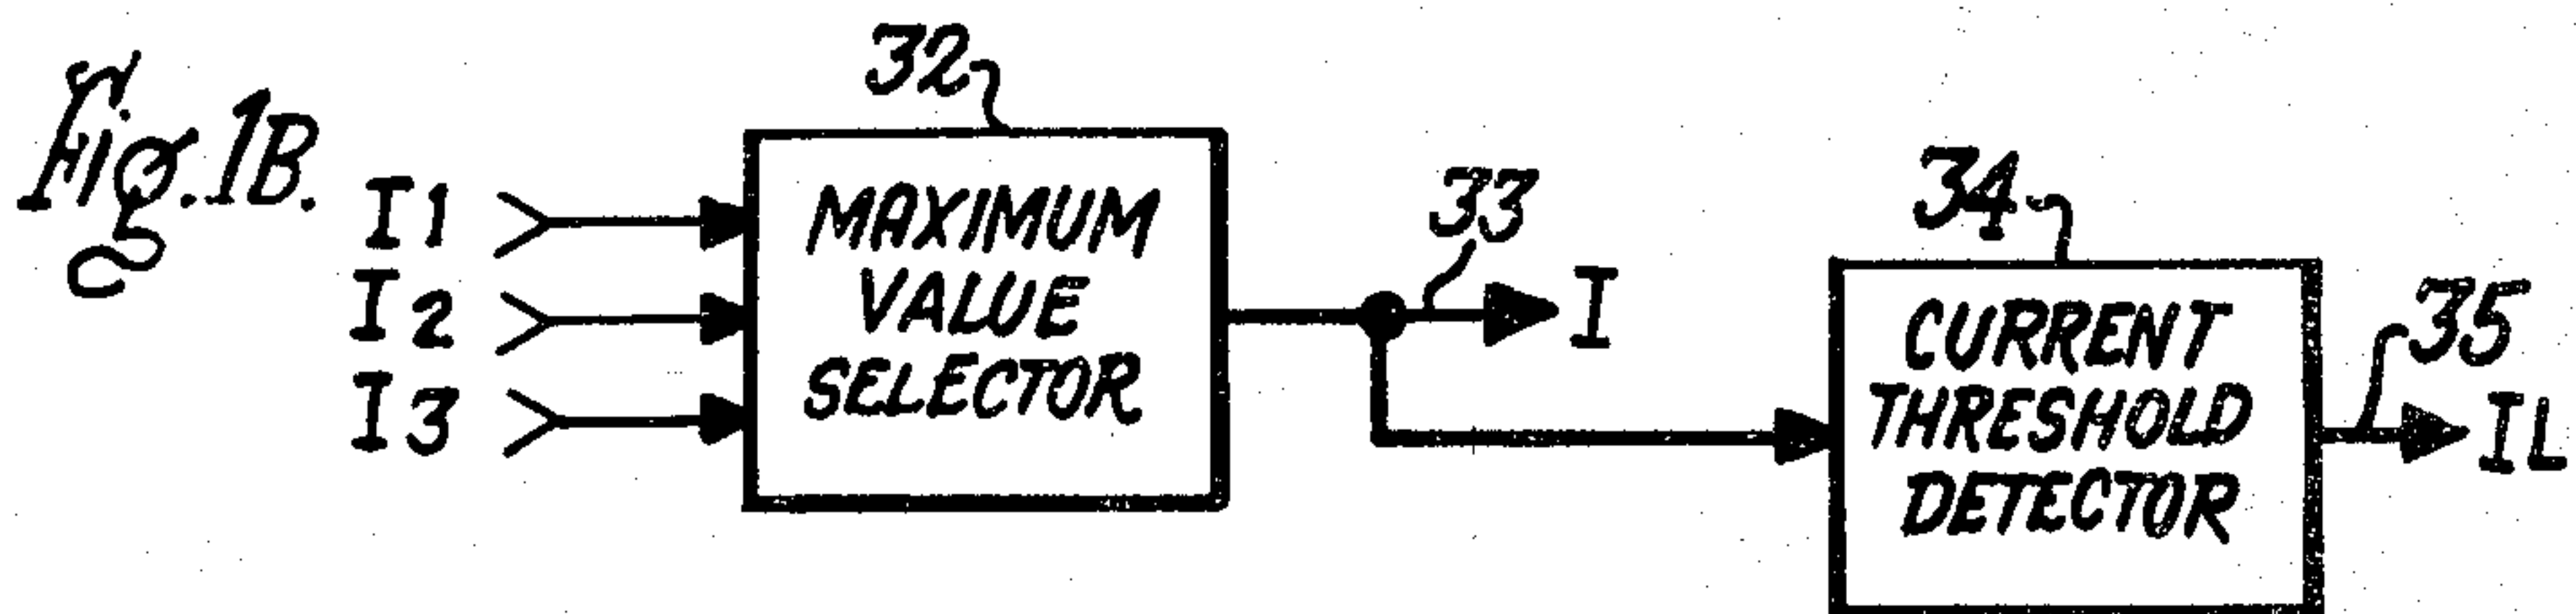 Fig. 1B.
32
I1
I2
I3
MAXIMUM
VALUE
SELECTOR
33
I
34
CURRENT
THRESHOLD
DETECTOR
35
IL